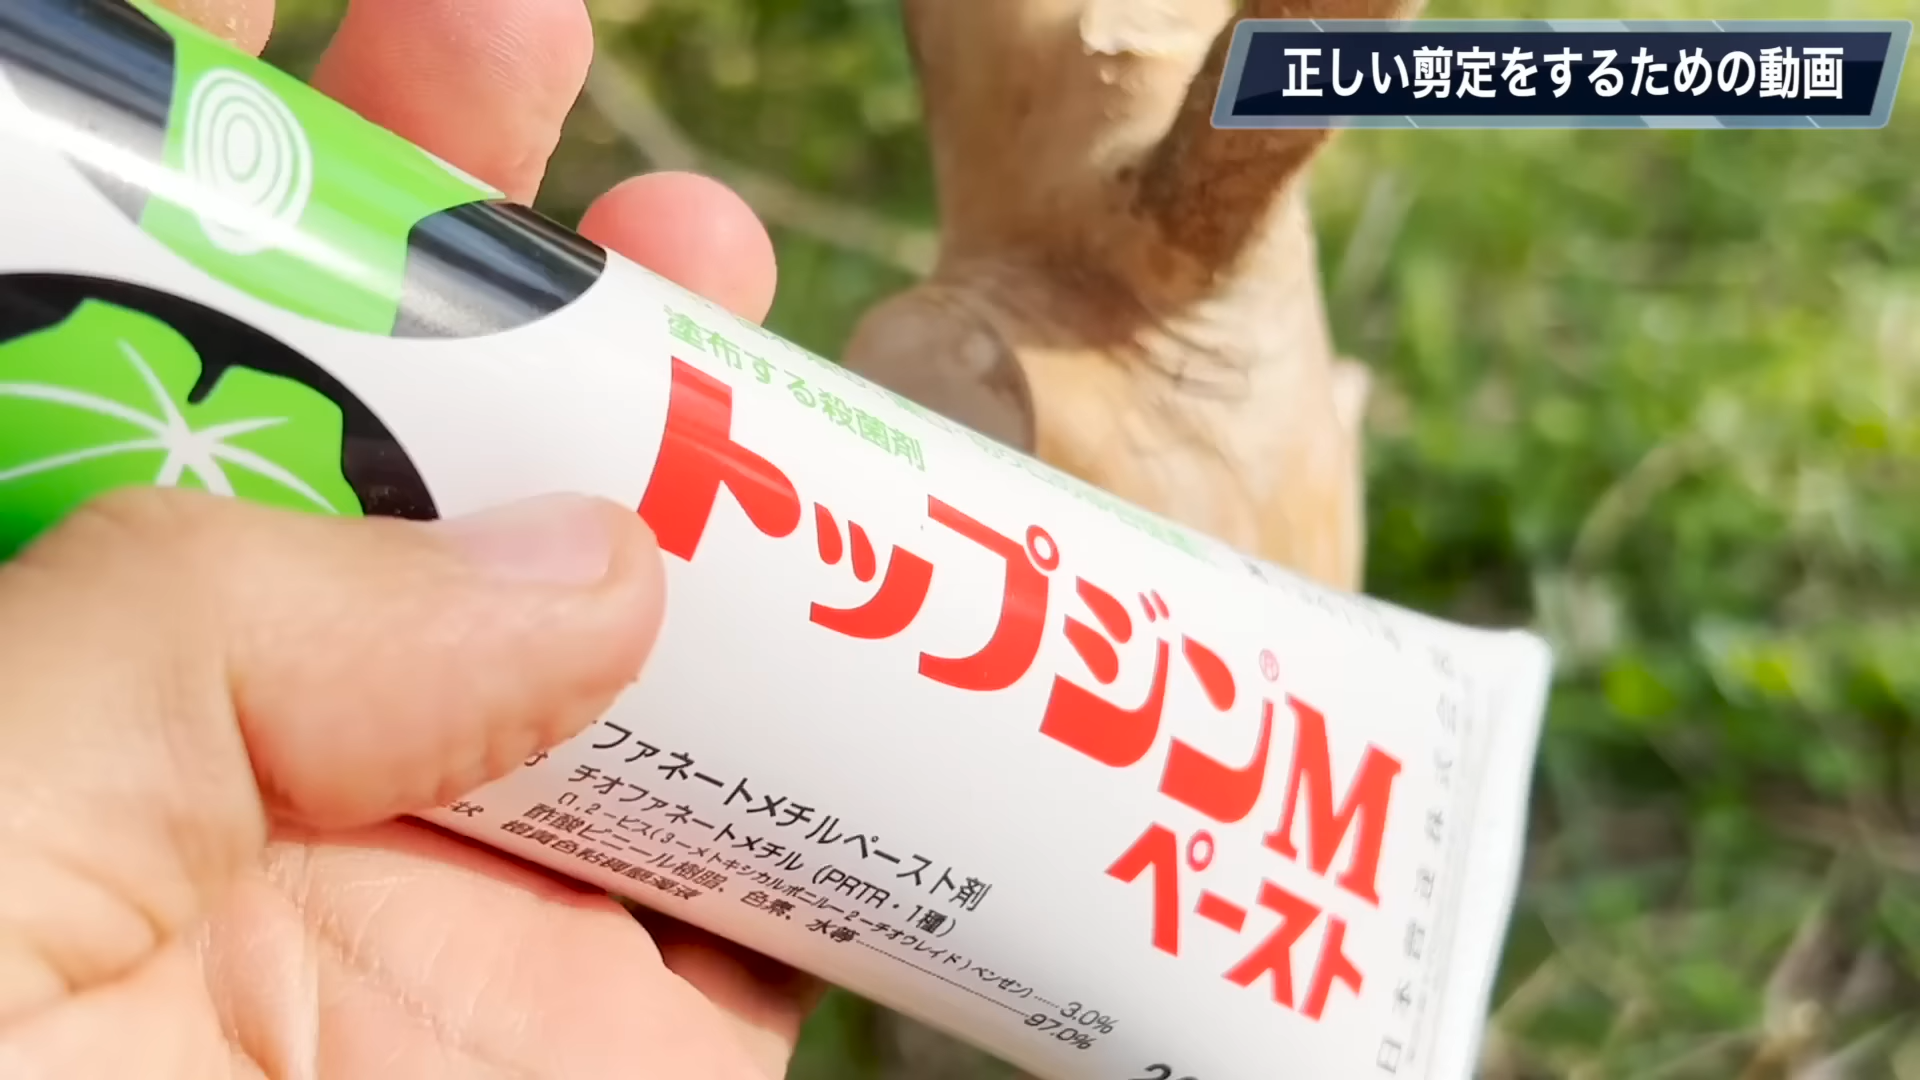 正しい剪定をするための動画
塗布する殺菌剤
トップジンM
ペースト
ファネートメチルペースト剤
チオファネートメチル(PRTR・1種)
(1,2-ビス(3-メトキシカルボニル-2-チオウレイド)ベンゼン)……3.0%
酢酸ビニール樹脂、色素、水等……97.0%